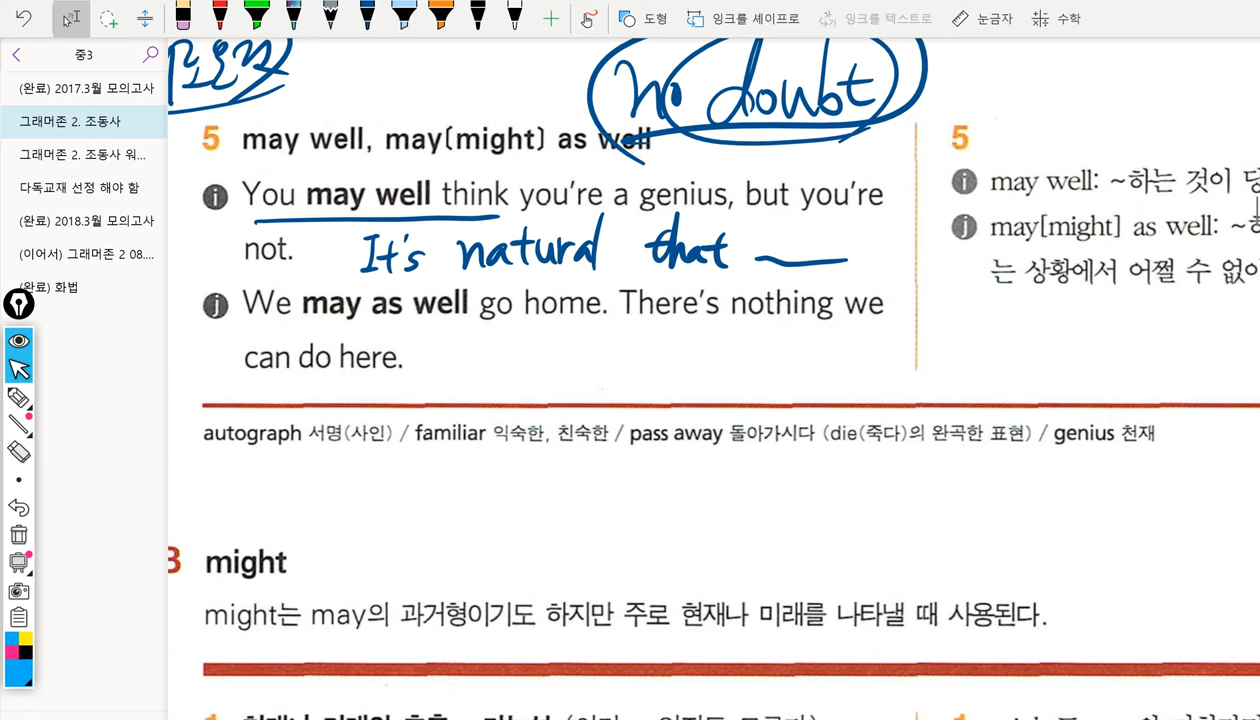 도형
잉크를 셰이프로
잉크를 텍스트로
눈금자
수학
중3
(완료) 2017.3월 모의고사
그래머존 2. 조동사
그래머존 2. 조동사 워...
다독교재 선정 해야 함
(완료) 2018.3월 모의고사
(이어서) 그래머존 2 08....
(완료) 화법
no doubt
5 may well, may[might] as well
i You may well think you're a genius, but you're
not.
It's natural that
j We may as well go home. There's nothing we
can do here.
5
i may well: ~하는 것이 당
j may[might] as well: ~
는 상황에서 어쩔 수 없이
autograph 서명(사인) / familiar 익숙한, 친숙한 / pass away 돌아가시다 (die(죽다)의 완곡한 표현) / genius 천재
3 might
might는 may의 과거형이기도 하지만 주로 현재나 미래를 나타낼 때 사용된다.